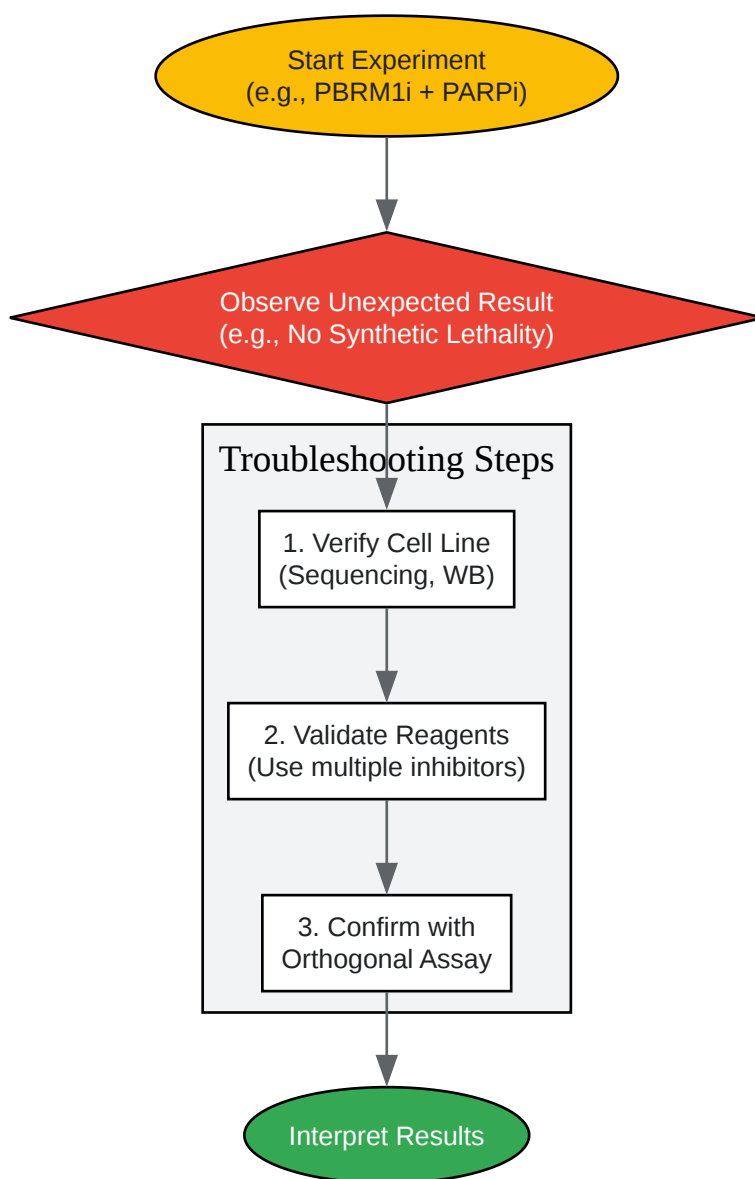 Start Experiment
(e.g., PBRM1i + PARPi)
Observe Unexpected Result
(e.g., No Synthetic Lethality)
Troubleshooting Steps
1. Verify Cell Line
(Sequencing, WB)
2. Validate Reagents
(Use multiple inhibitors)
3. Confirm with
Orthogonal Assay
Interpret Results